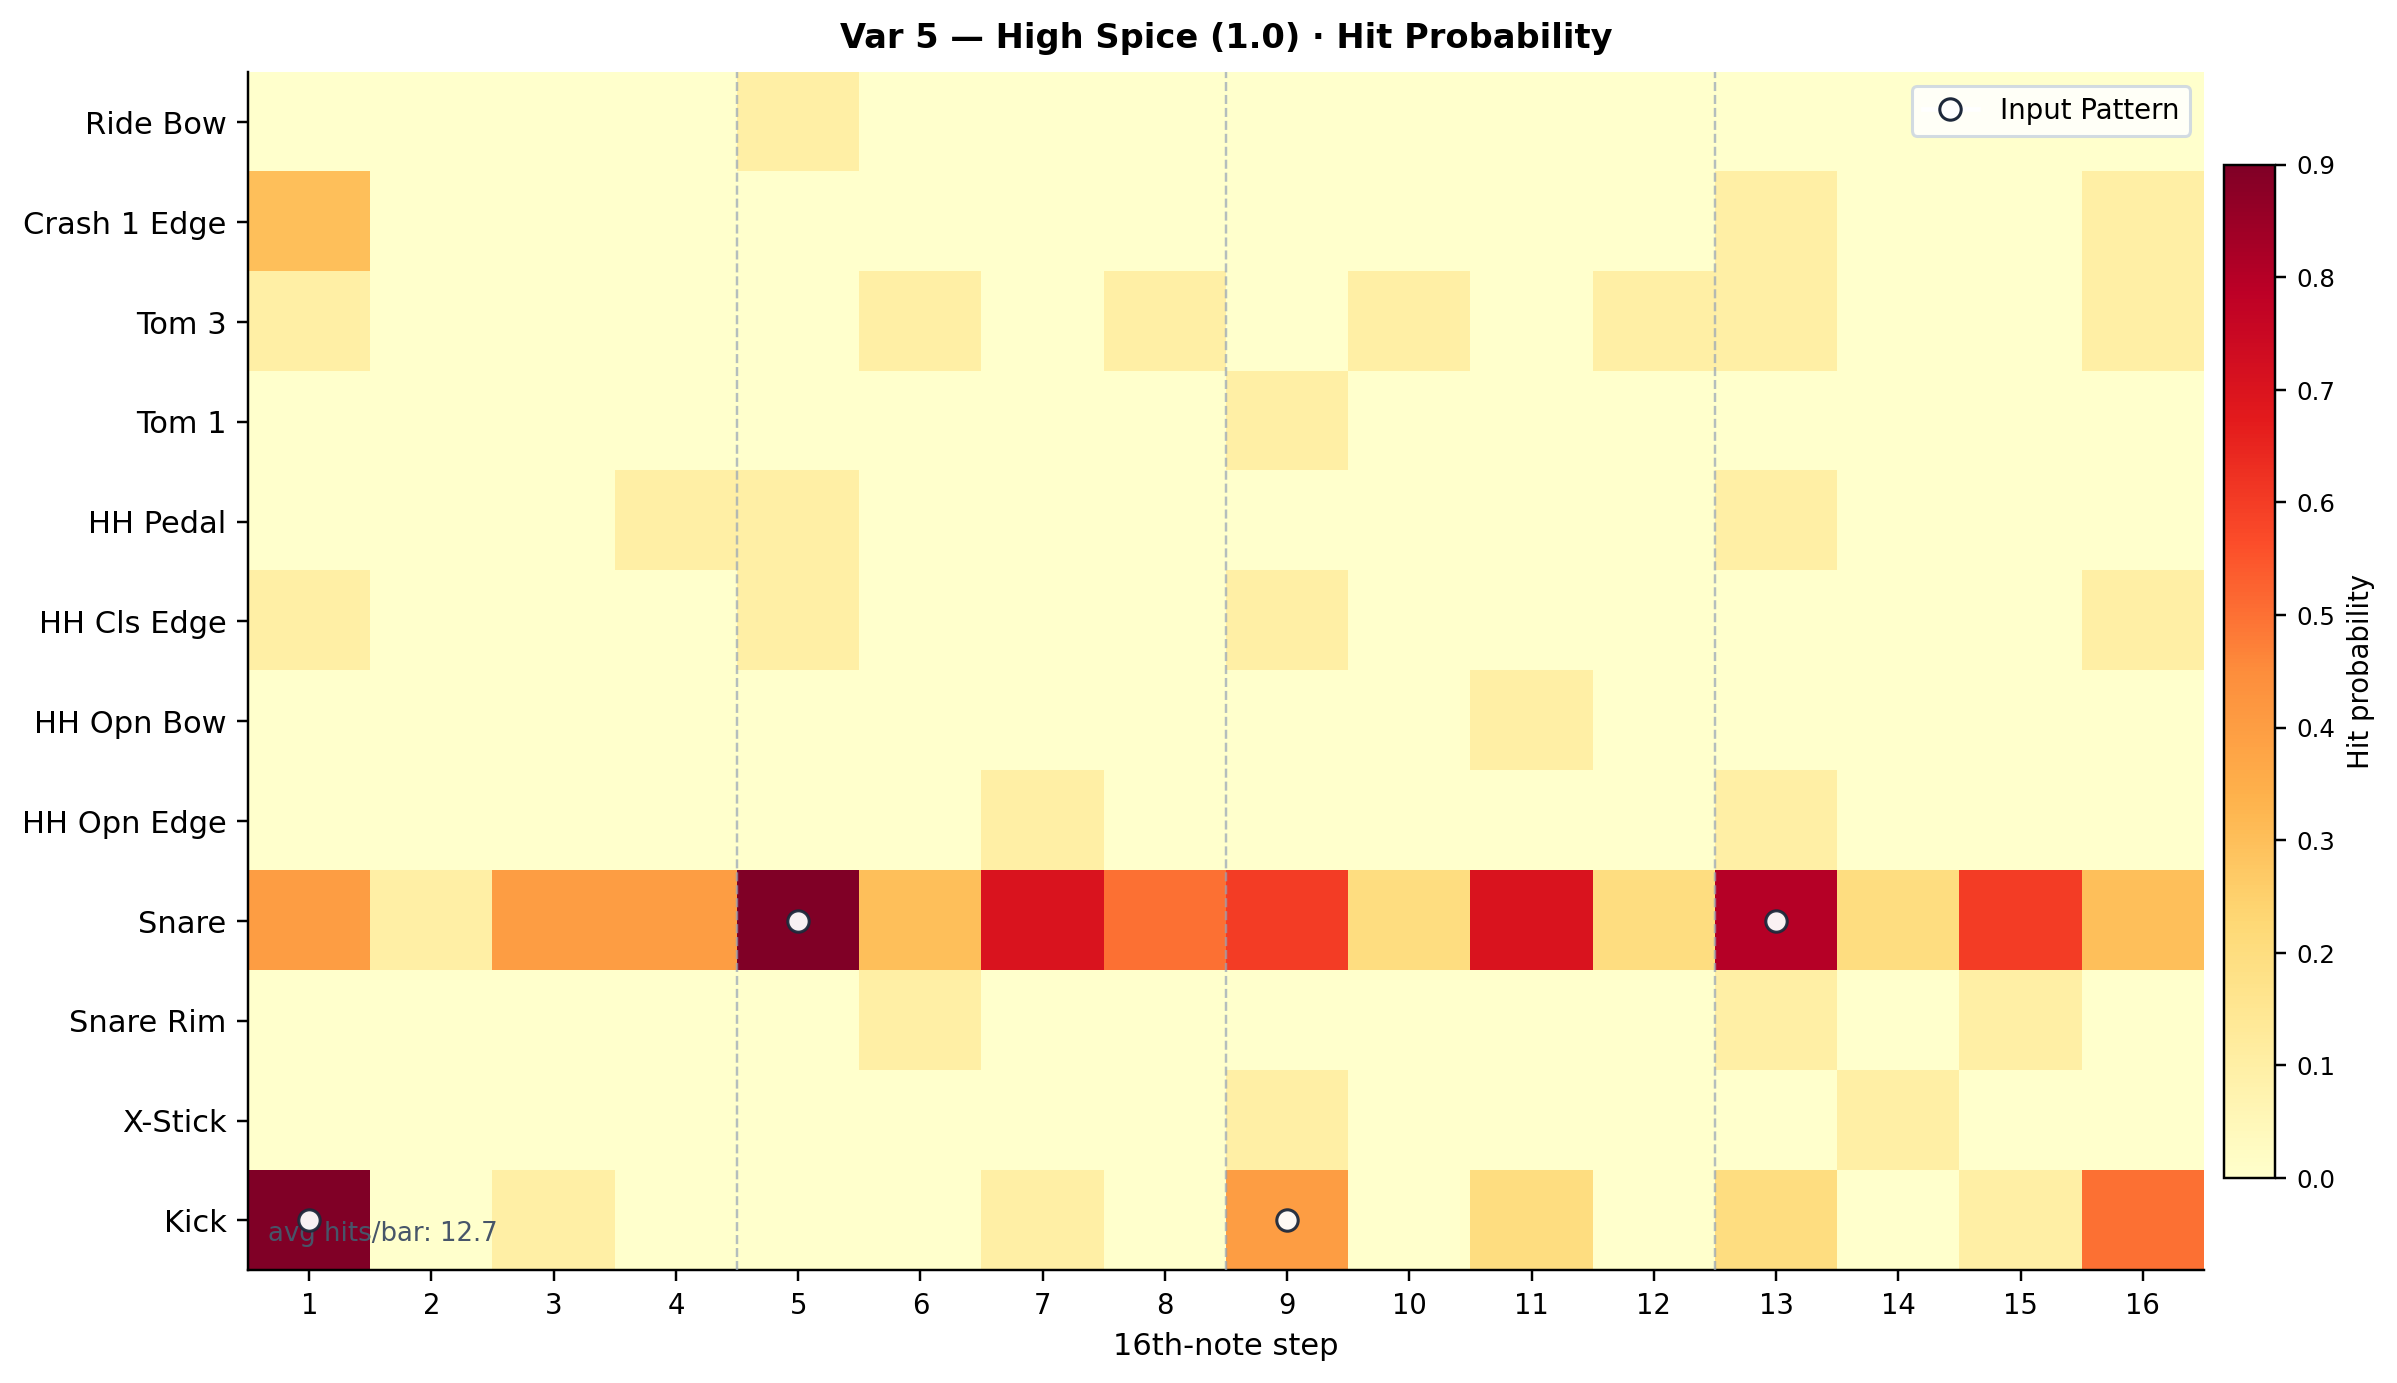 Var 5 — High Spice (1.0) · Hit Probability
Input Pattern
Ride Bow
Crash 1 Edge
Tom 3
Tom 1
HH Pedal
HH Cls Edge
HH Opn Bow
HH Opn Edge
Snare
Snare Rim
X-Stick
Kick
avg hits/bar: 12.7
1 2 3 4 5 6 7 8 9 10 11 12 13 14 15 16
16th-note step
0.9
0.8
0.7
0.6
0.5
0.4
0.3
0.2
0.1
0.0
Hit probability